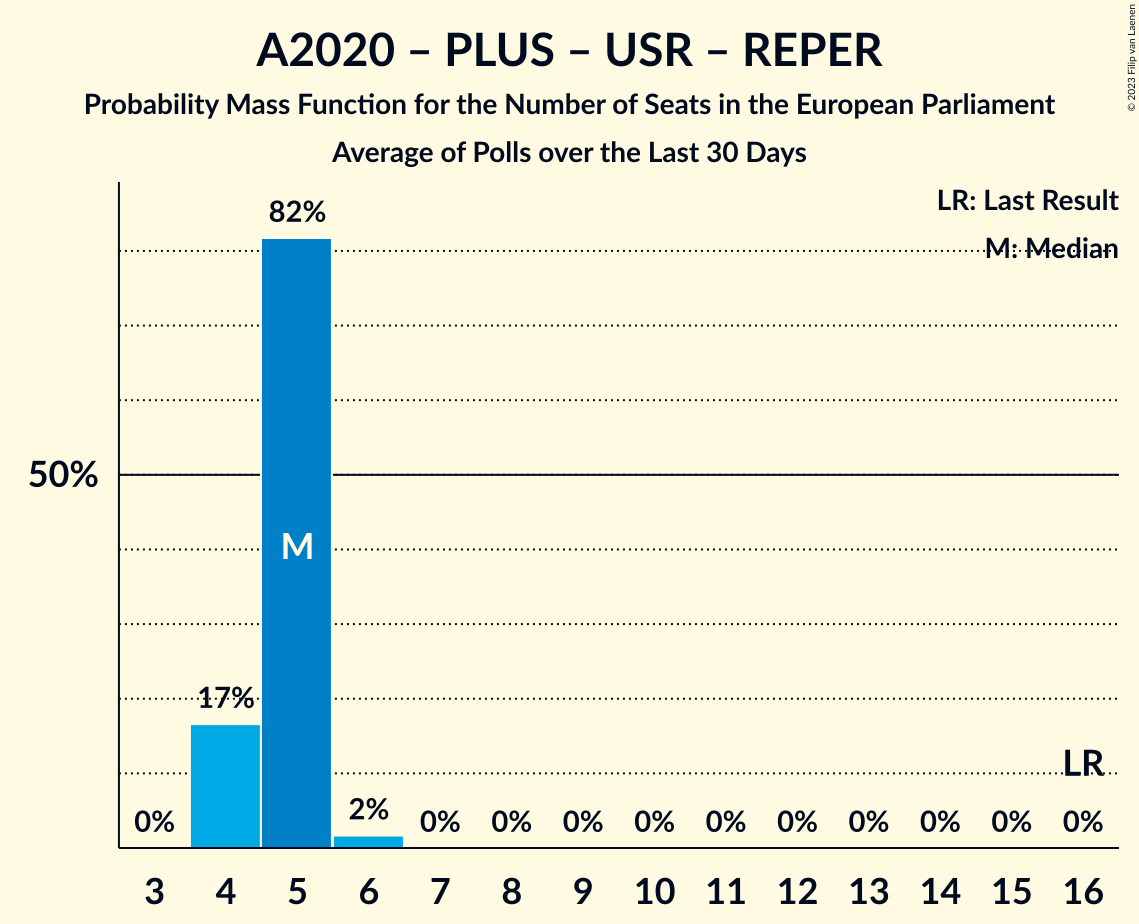 A2020 – PLUS – USR – REPER
Probability Mass Function for the Number of Seats in the European Parliament
Average of Polls over the Last 30 Days
© 2023 Filip van Laenen
LR: Last Result
M: Median
82%
50%
M
17%
LR
0% 2% 0% 0% 0% 0% 0% 0% 0% 0% 0% 0%
3 4 5 6 7 8 9 10 11 12 13 14 15 16